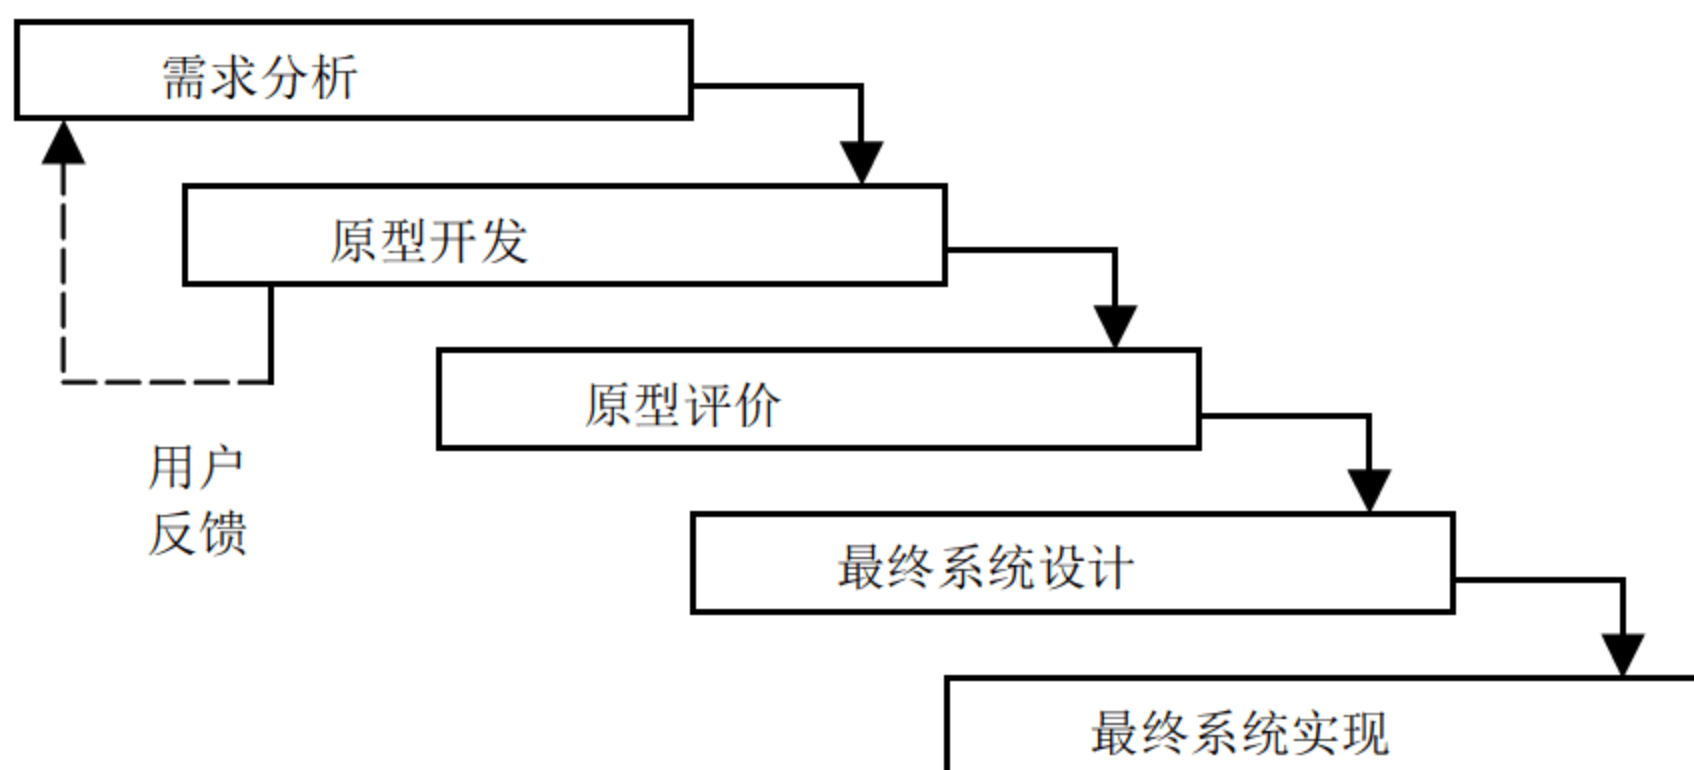 需求分析
原型开发
原型评价
用户
反馈
最终系统设计
最终系统实现